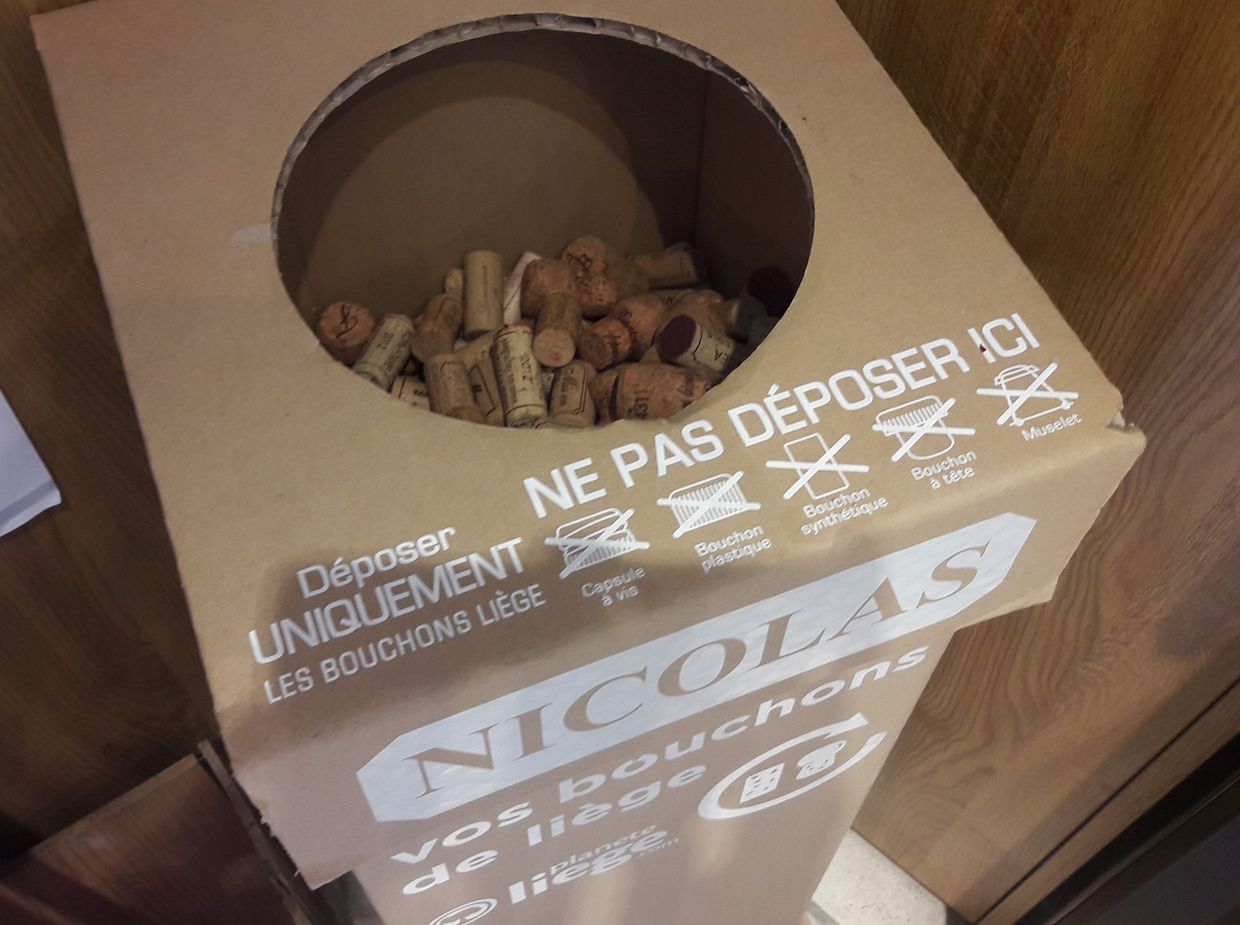 NE PAS DÉPOSER ICI
Déposer
UNIQUEMENT
LES BOUCHONS LIÈGE
Capsule
à vis
Bouchon
plastique
Bouchon
synthétique
Bouchon
à tête
Muselet
NICOLAS
vos bouchons
de liège
planete
liège
.com